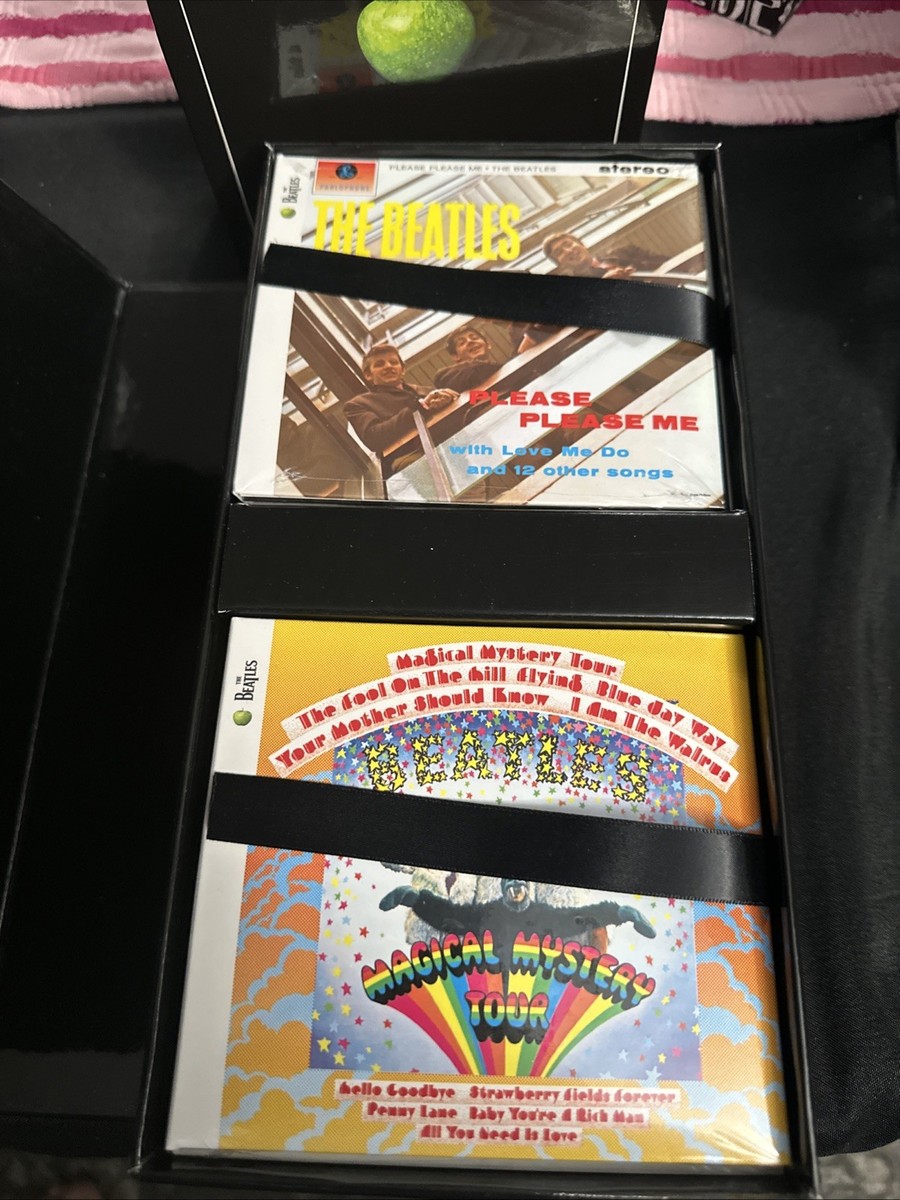 PARLOPHONE
PLEASE PLEASE ME • THE BEATLES
stereo
THE BEATLES
THE BEATLES
PLEASE
PLEASE ME
with Love Me Do
and 12 other songs
THE BEATLES
Magical Mystery Tour
The Fool On The Hill Flying Blue Jay Way
Your Mother Should Know I Am The Walrus
BEATLES
MAGICAL MYSTERY
TOUR
Hello Goodbye Strawberry Fields Forever
Penny Lane Baby You're A Rich Man
All You Need Is Love